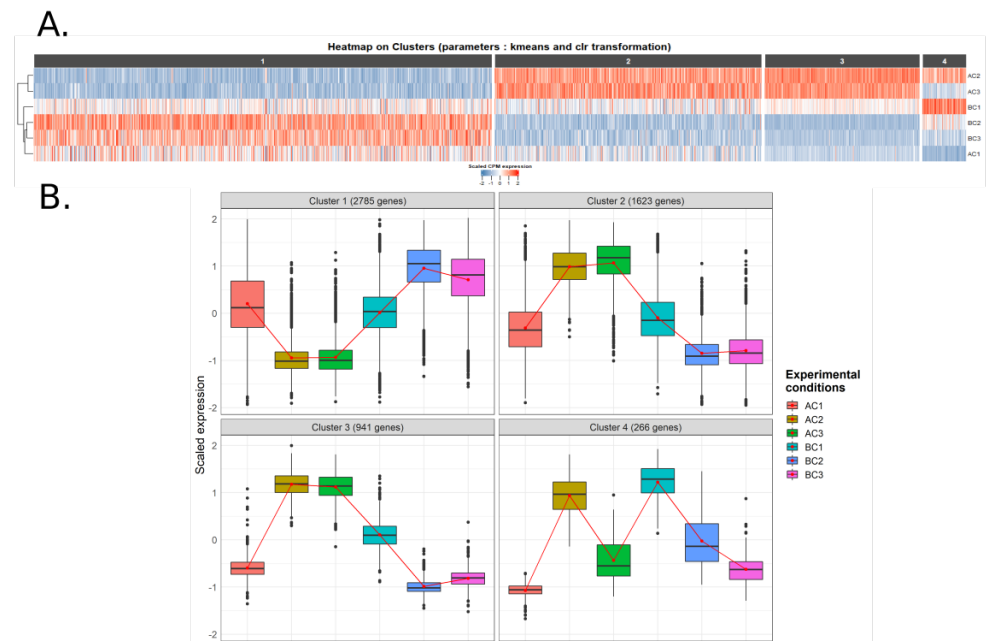 A.
Heatmap on Clusters (parameters : kmeans and clr transformation)
1 2 3 4
AC2
AC3
BC1
BC2
BC3
AC1
Scaled CPM expression
-2 -1 0 1 2
B.
Cluster 1 (2785 genes) Cluster 2 (1623 genes)
2
1
0
-1
-2
Cluster 3 (941 genes) Cluster 4 (266 genes)
2
1
0
-1
-2
Scaled expression
Experimental
conditions
AC1
AC2
AC3
BC1
BC2
BC3